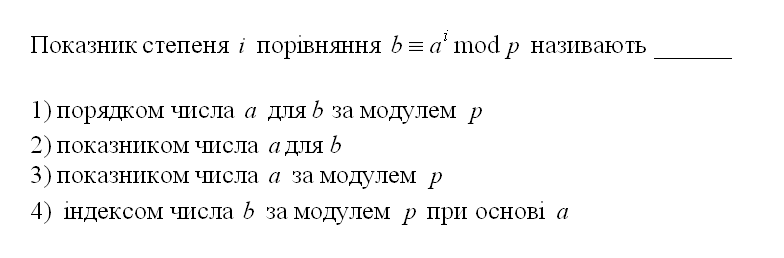 Показник степеня i порівняння b ≡ aⁱ mod p називають ______
1) порядком числа a для b за модулем p
2) показником числа a для b
3) показником числа a за модулем p
4) індексом числа b за модулем p при основі a